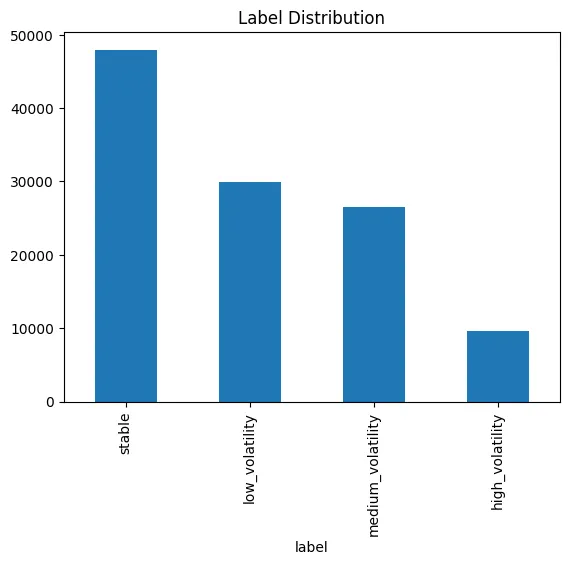 Label Distribution
50000
40000
30000
20000
10000
0
stable
low_volatility
medium_volatility
high_volatility
label